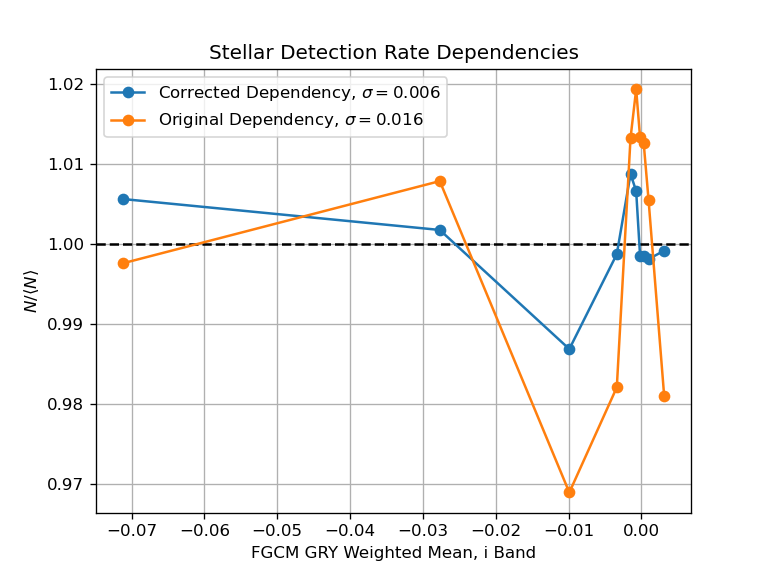 Stellar Detection Rate Dependencies
Corrected Dependency, σ = 0.006
Original Dependency, σ = 0.016
1.02
1.01
1.00
0.99
0.98
0.97
N/⟨N⟩
−0.07 −0.06 −0.05 −0.04 −0.03 −0.02 −0.01 0.00
FGCM GRY Weighted Mean, i Band